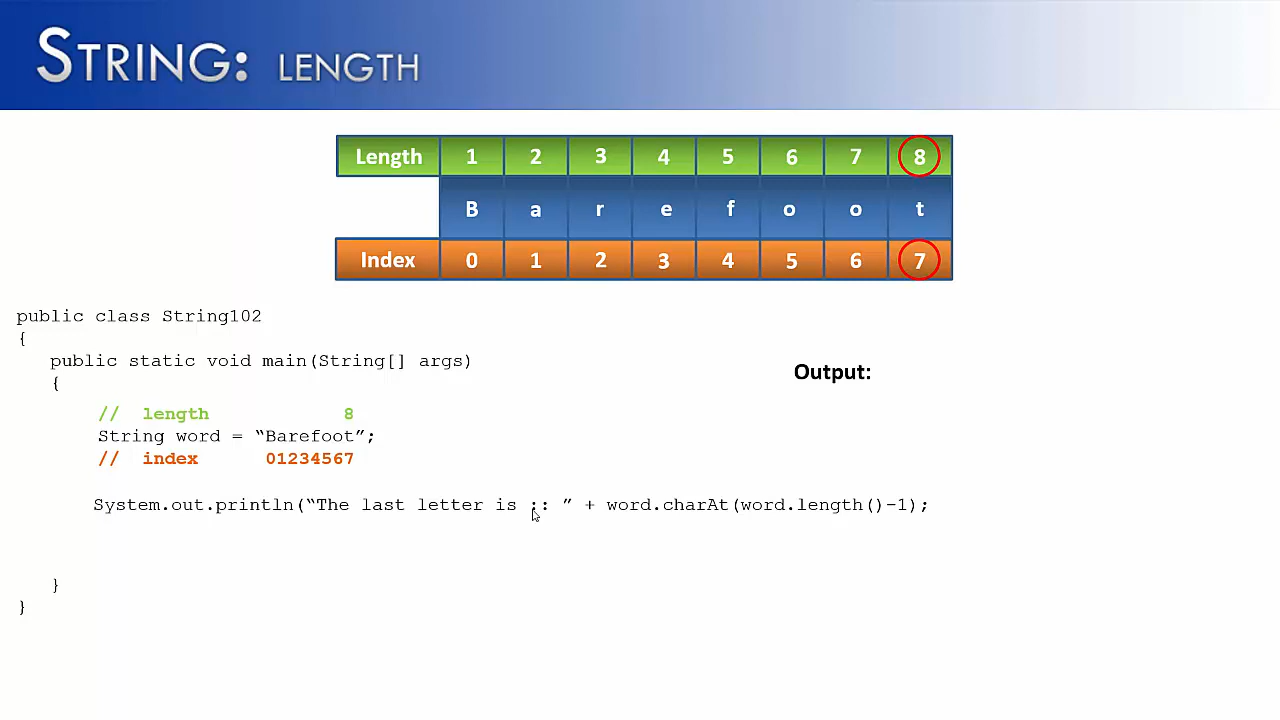 STRING: LENGTH
Length 1 2 3 4 5 6 7 8
B a r e f o o t
Index 0 1 2 3 4 5 6 7
public class String102
{
public static void main(String[] args)
Output:
{
// length 8
String word = “Barefoot”;
// index 01234567
System.out.println(“The last letter is :: ” + word.charAt(word.length()-1);
}
}